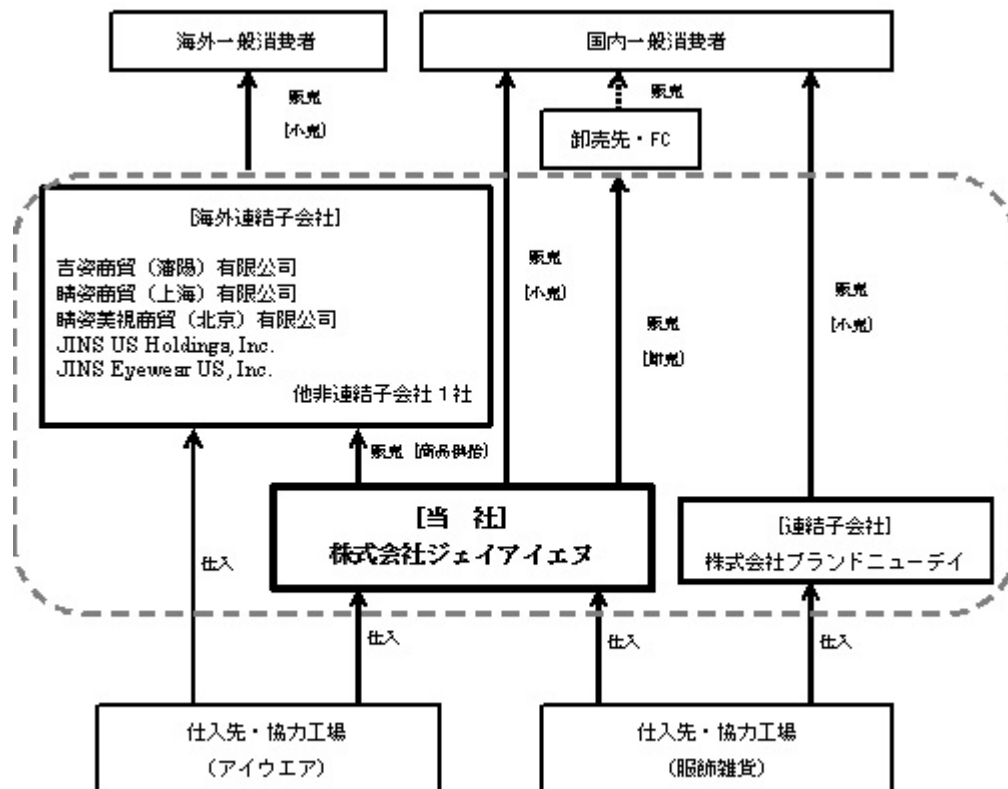 海外一般消費者
国内一般消費者
販売
[小売]
販売
卸売先・FC
[海外連結子会社]
吉姿商貿（瀋陽）有限公司
睛姿商貿（上海）有限公司
睛姿美視商貿（北京）有限公司
JINS US Holdings, Inc.
JINS Eyewear US, Inc.
他非連結子会社１社
販売
[小売]
販売
[卸売]
販売
[小売]
販売 [商品供給]
[当　社]
株式会社ジェイアイエヌ
[連結子会社]
株式会社ブランドニューデイ
仕入
仕入
仕入
仕入
仕入先・協力工場
（アイウエア）
仕入先・協力工場
（服飾雑貨）